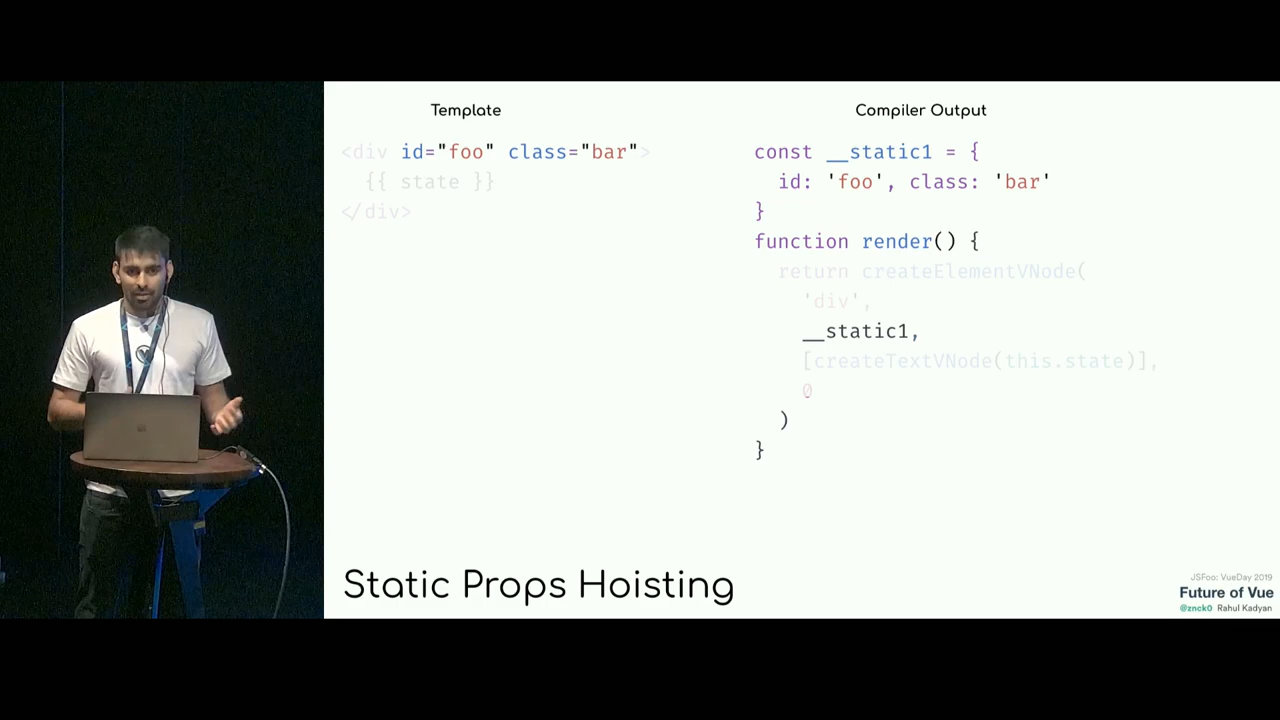 Template
<div id="foo" class="bar">
{{ state }}
</div>
Compiler Output
const __static1 = {
id: 'foo', class: 'bar'
}
function render() {
return createElementVNode(
'div',
__static1,
[createTextVNode(this.state)],
0
)
}
Static Props Hoisting
JSFoo: VueDay 2019
Future of Vue
@znck0 Rahul Kadyan